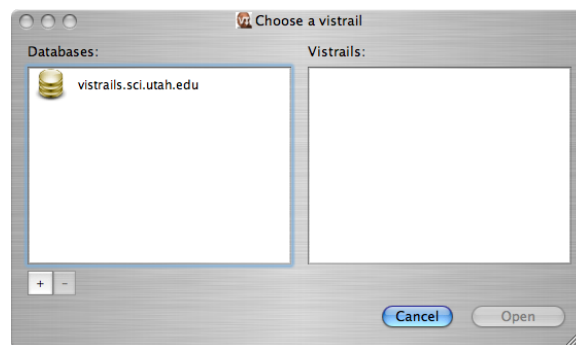 Choose a vistrail
Databases:
Vistrails:
vistrails.sci.utah.edu
+ -
Cancel
Open